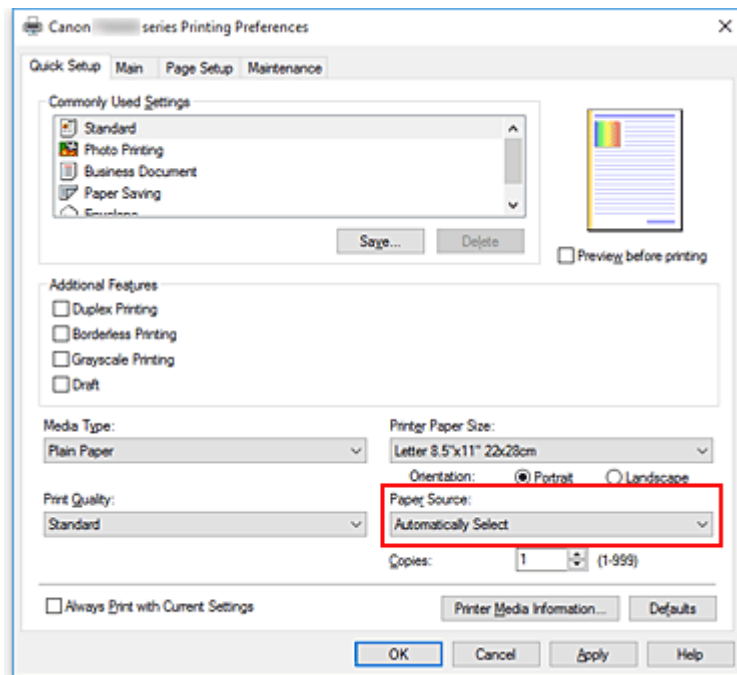 Canon series Printing Preferences
Quick Setup Main Page Setup Maintenance
Commonly Used Settings
Standard
Photo Printing
Business Document
Paper Saving
Envelope
Save... Delete
Preview before printing
Additional Features
Duplex Printing
Borderless Printing
Grayscale Printing
Draft
Media Type: Printer Paper Size:
Plain Paper Letter 8.5"x11" 22x28cm
Orientation: Portrait Landscape
Print Quality: Paper Source:
Standard Automatically Select
Copies: 1 (1-999)
Always Print with Current Settings Printer Media Information... Defaults
OK Cancel Apply Help